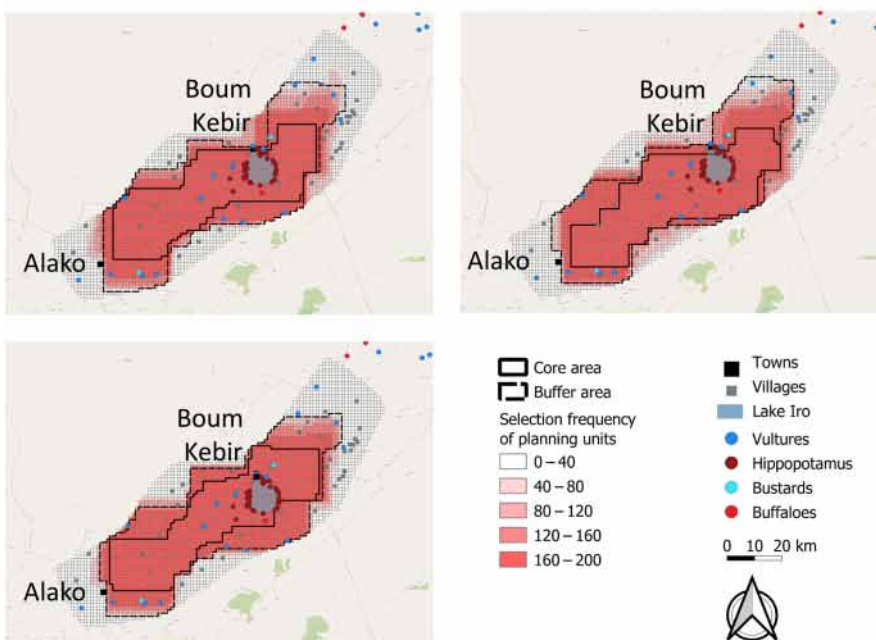 Boum
Kebir
Alako
Boum
Kebir
Alako
Boum
Kebir
Alako
Core area
Buffer area
Selection frequency
of planning units
0 – 40
40 – 80
80 – 120
120 – 160
160 – 200
Towns
Villages
Lake Iro
Vultures
Hippopotamus
Bustards
Buffaloes
0 10 20 km